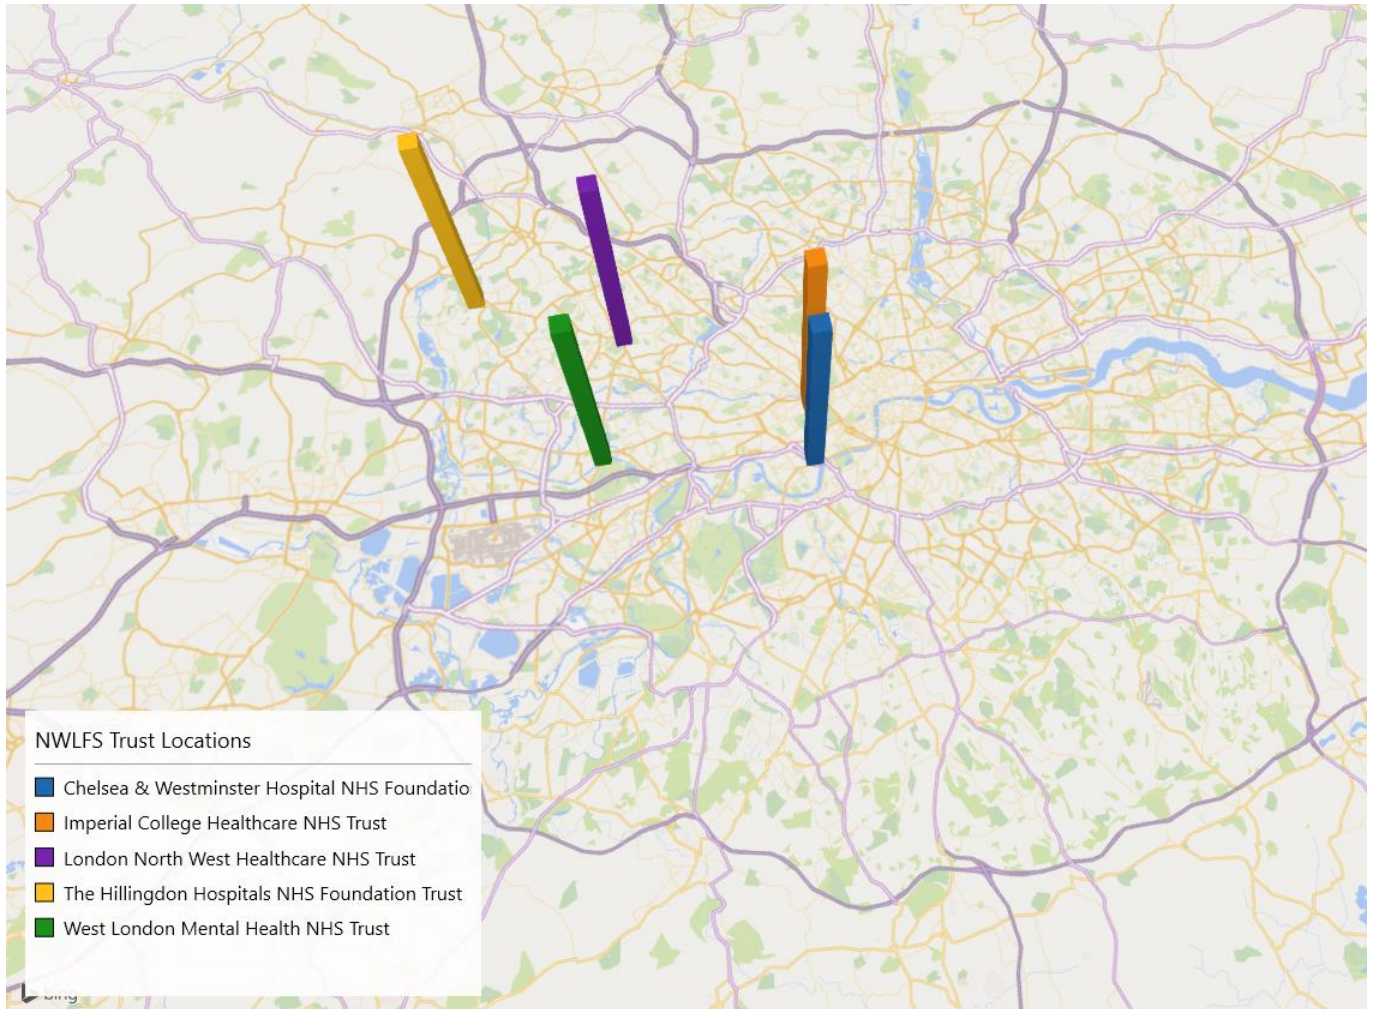 NWLFS Trust Locations
Chelsea & Westminster Hospital NHS Foundatio
Imperial College Healthcare NHS Trust
London North West Healthcare NHS Trust
The Hillingdon Hospitals NHS Foundation Trust
West London Mental Health NHS Trust
bing